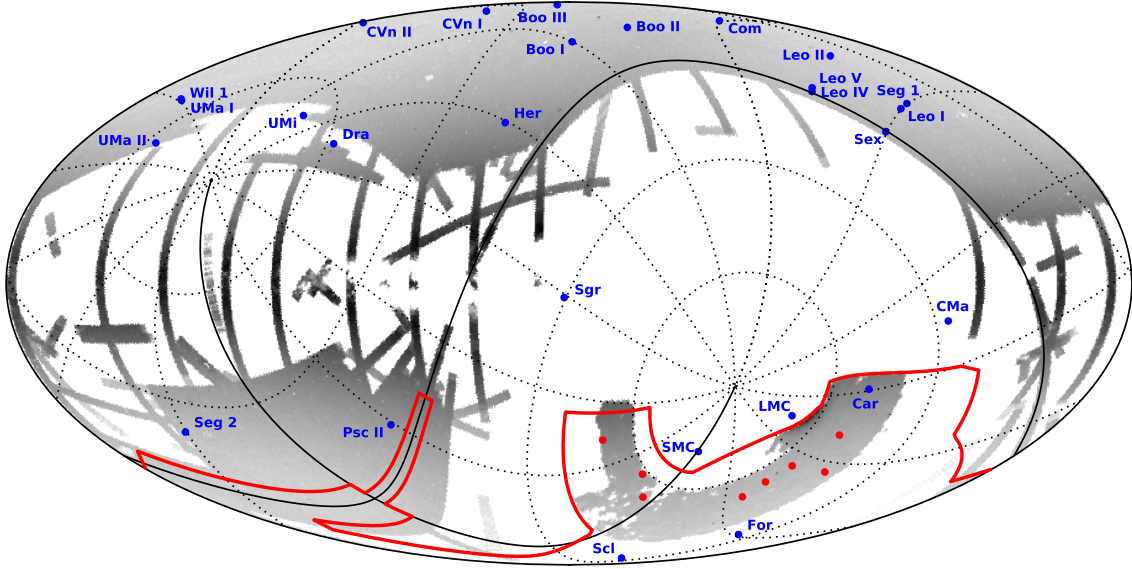 Boo III
CVn I
CVn II
Boo II
Com
Boo I
Leo II
Leo V
Leo IV
Seg 1
Leo I
Wil 1
UMa I
Her
UMi
Dra
Sex
UMa II
Sgr
CMa
Car
LMC
Seg 2
Psc II
SMC
For
Scl